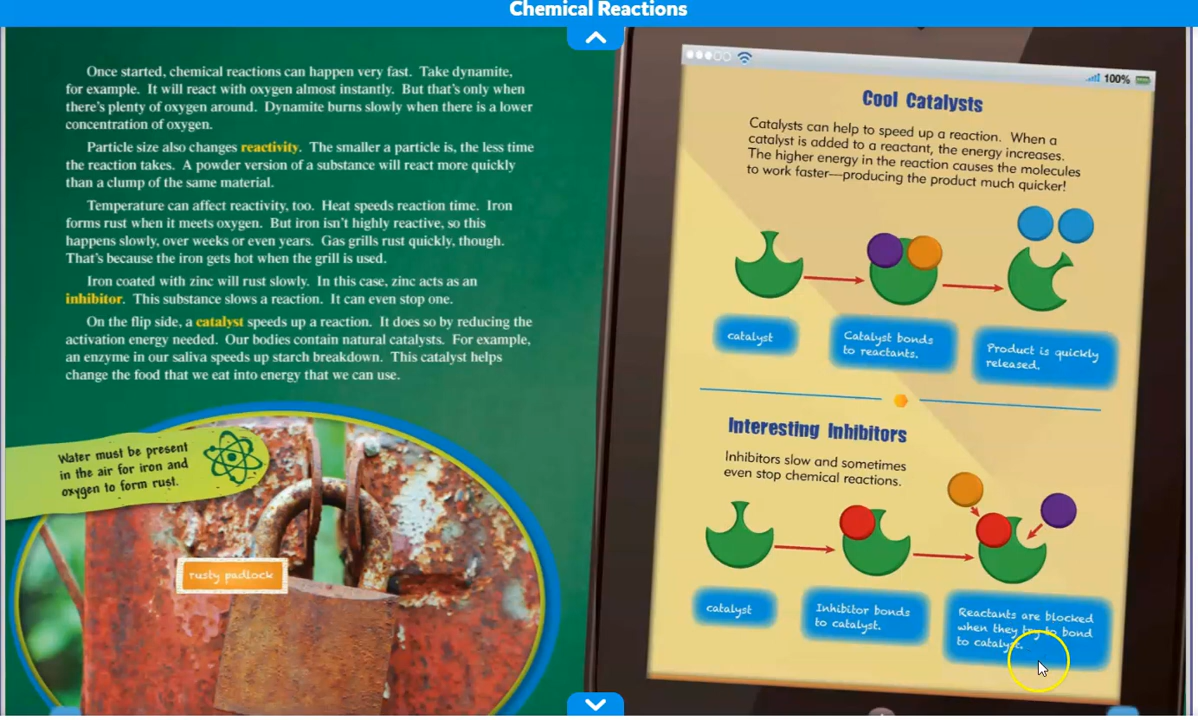 Chemical Reactions
Once started, chemical reactions can happen very fast. Take dynamite,
for example. It will react with oxygen almost instantly. But that's only when
there's plenty of oxygen around. Dynamite burns slowly when there is a lower
concentration of oxygen.
Particle size also changes reactivity. The smaller a particle is, the less time
the reaction takes. A powder version of a substance will react more quickly
than a clump of the same material.
Temperature can affect reactivity, too. Heat speeds reaction time. Iron
forms rust when it meets oxygen. But iron isn't highly reactive, so this
happens slowly, over weeks or even years. Gas grills rust quickly, though.
That's because the iron gets hot when the grill is used.
Iron coated with zinc will rust slowly. In this case, zinc acts as an
inhibitor. This substance slows a reaction. It can even stop one.
On the flip side, a catalyst speeds up a reaction. It does so by reducing the
activation energy needed. Our bodies contain natural catalysts. For example,
an enzyme in our saliva speeds up starch breakdown. This catalyst helps
change the food that we eat into energy that we can use.
Water must be present
in the air for iron and
oxygen to form rust.
rusty padlock
100%
Cool Catalysts
Catalysts can help to speed up a reaction. When a
catalyst is added to a reactant, the energy increases.
The higher energy in the reaction causes the molecules
to work faster—producing the product much quicker!
catalyst
Catalyst bonds
to reactants.
Product is quickly
released.
Interesting Inhibitors
Inhibitors slow and sometimes
even stop chemical reactions.
catalyst
Inhibitor bonds
to catalyst.
Reactants are blocked
when they try to bond
to catalyst.